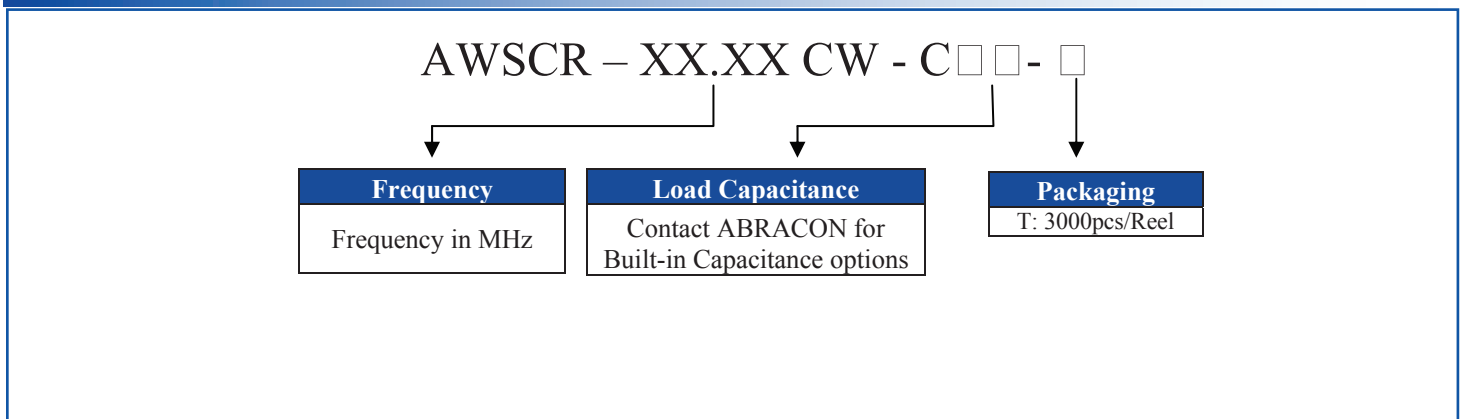 AWSCR – XX.XX CW - C□ □- □
Frequency
Frequency in MHz
Load Capacitance
Contact ABRACON for
Built-in Capacitance options
Packaging
T: 3000pcs/Reel